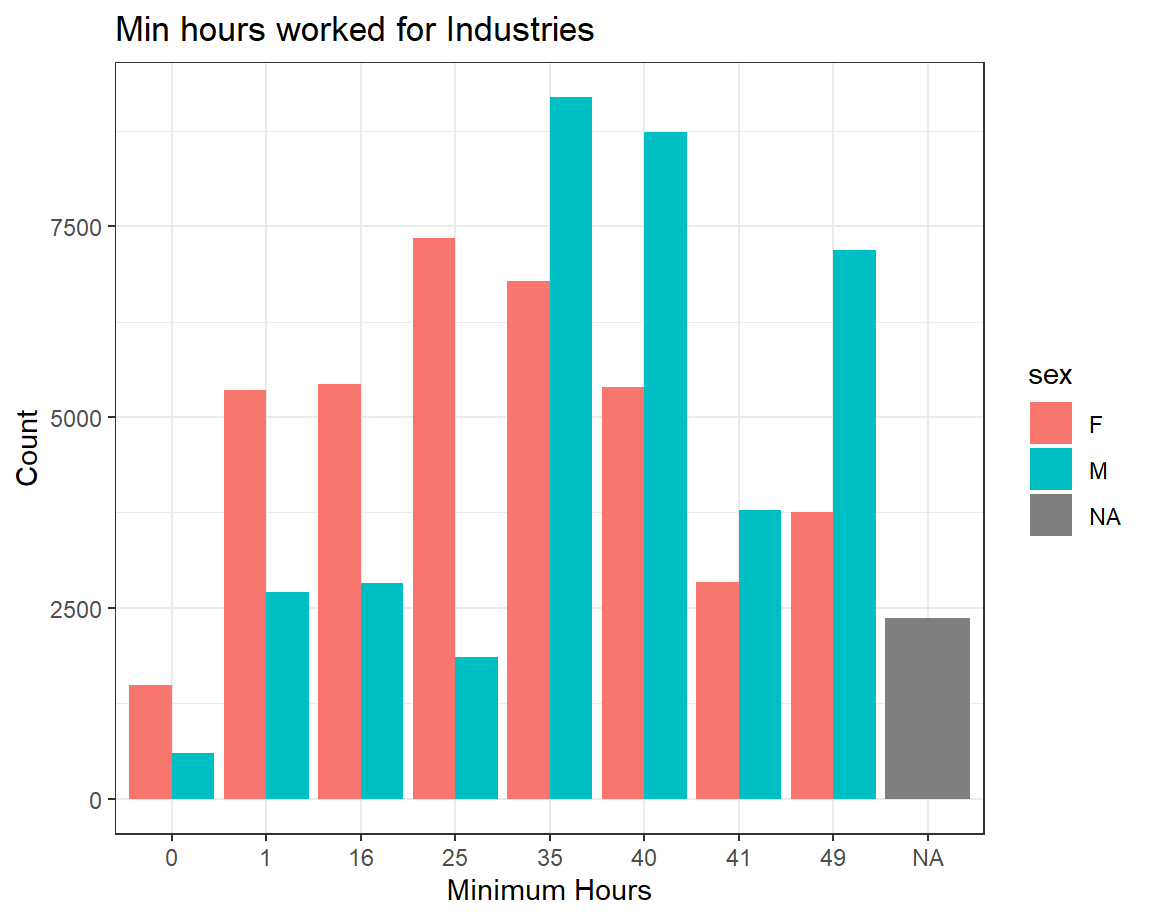 Min hours worked for Industries
Count
7500
5000
2500
0
0 1 16 25 35 40 41 49 NA
Minimum Hours
sex
F
M
NA